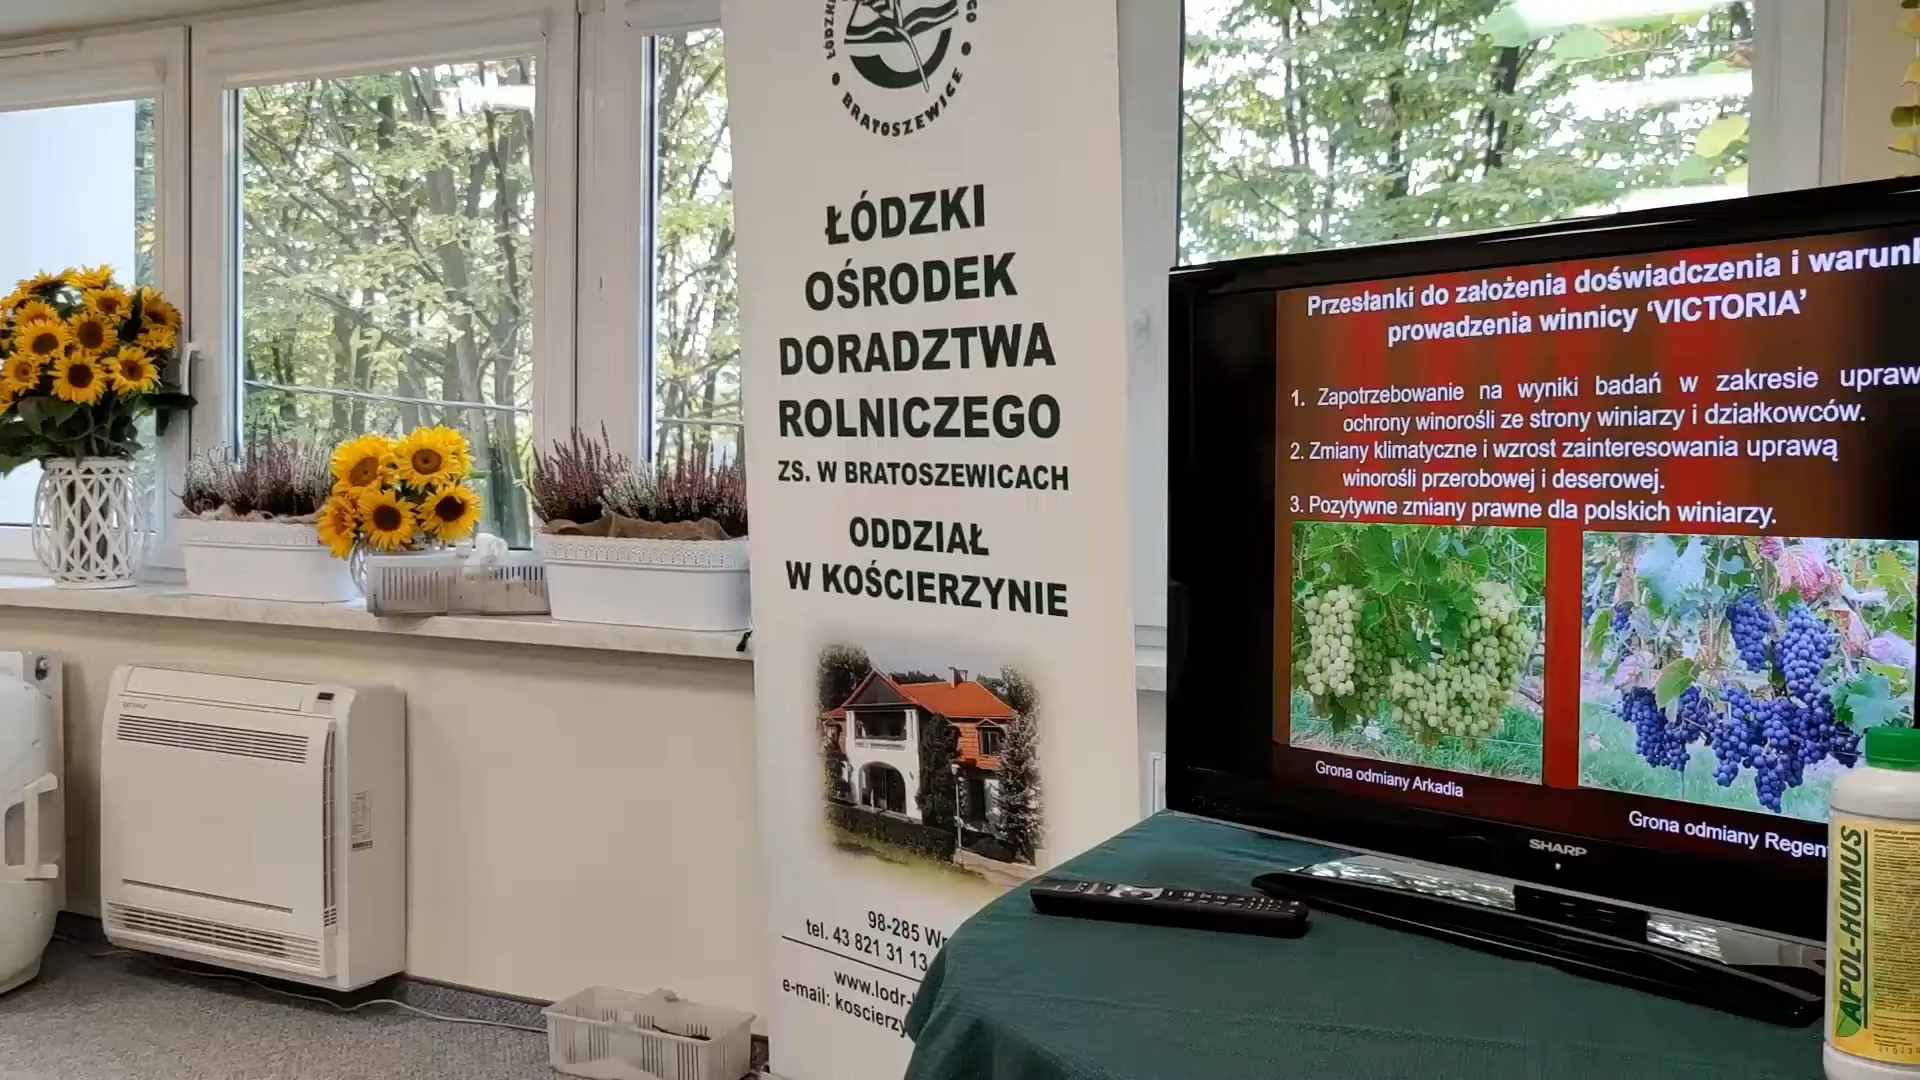 BRATOSZEWICE
ŁÓDZKI
OŚRODEK
DORADZTWA
ROLNICZEGO
ZS. W BRATOSZEWICACH
ODDZIAŁ
W KOŚCIERZYNIE
98-285
tel. 43 821 31 13
www.lodr-
e-mail: koscierzy
Przesłanki do założenia doświadczenia i warunk
prowadzenia winnicy ‘VICTORIA’
1. Zapotrzebowanie na wyniki badań w zakresie upraw
ochrony winorośli ze strony winiarzy i działkowców.
2. Zmiany klimatyczne i wzrost zainteresowania uprawą
winorośli przerobowej i deserowej.
3. Pozytywne zmiany prawne dla polskich winiarzy.
Grona odmiany Arkadia
Grona odmiany Regent
SHARP
APOL-HUMUS